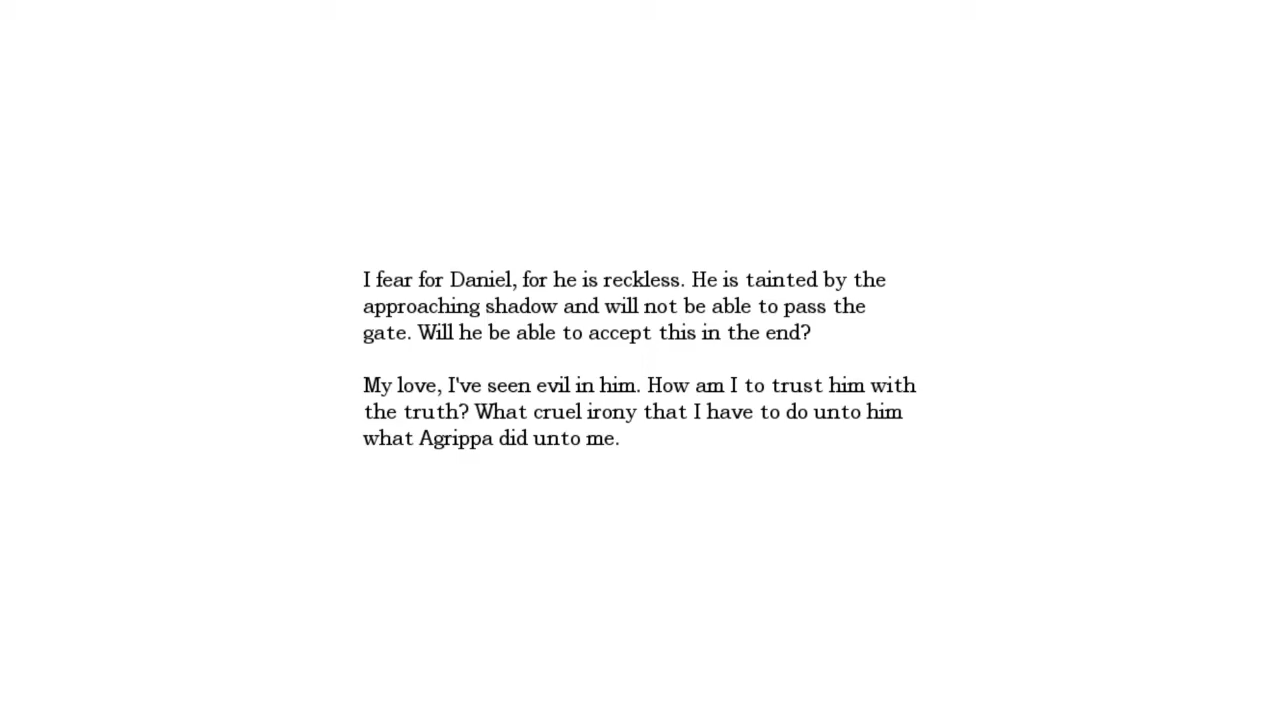 I fear for Daniel, for he is reckless. He is tainted by the
approaching shadow and will not be able to pass the
gate. Will he be able to accept this in the end?
My love, I've seen evil in him. How am I to trust him with
the truth? What cruel irony that I have to do unto him
what Agrippa did unto me.